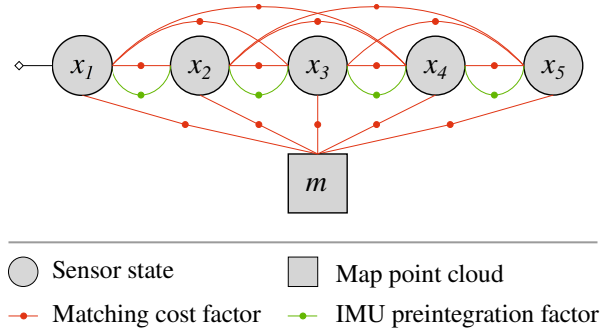 x1 x2 x3 x4 x5
m
Sensor state Map point cloud
Matching cost factor IMU preintegration factor